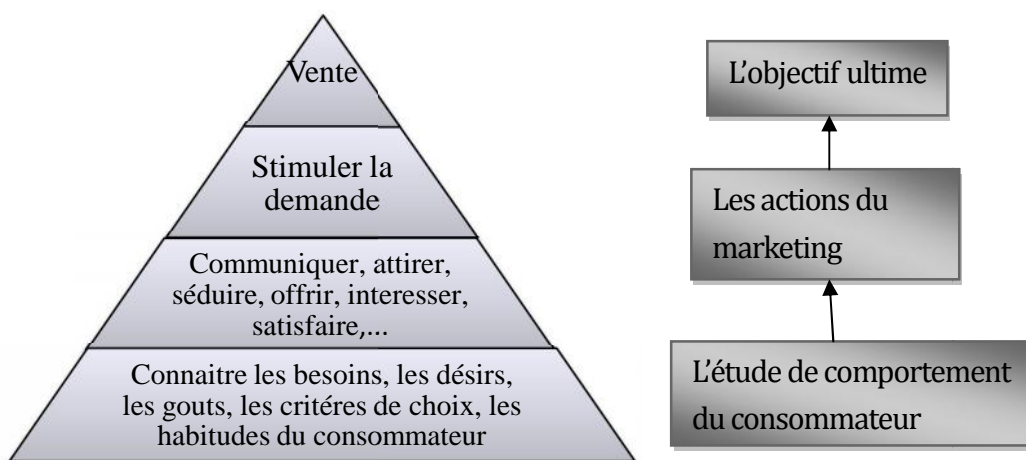 Vente
Stimuler la
demande
Communiquer, attirer,
séduire, offrir, interesser,
satisfaire,...
Connaitre les besoins, les désirs,
les gouts, les critéres de choix, les
habitudes du consommateur
L'objectif ultime
Les actions du
marketing
L'étude de comportement
du consommateur